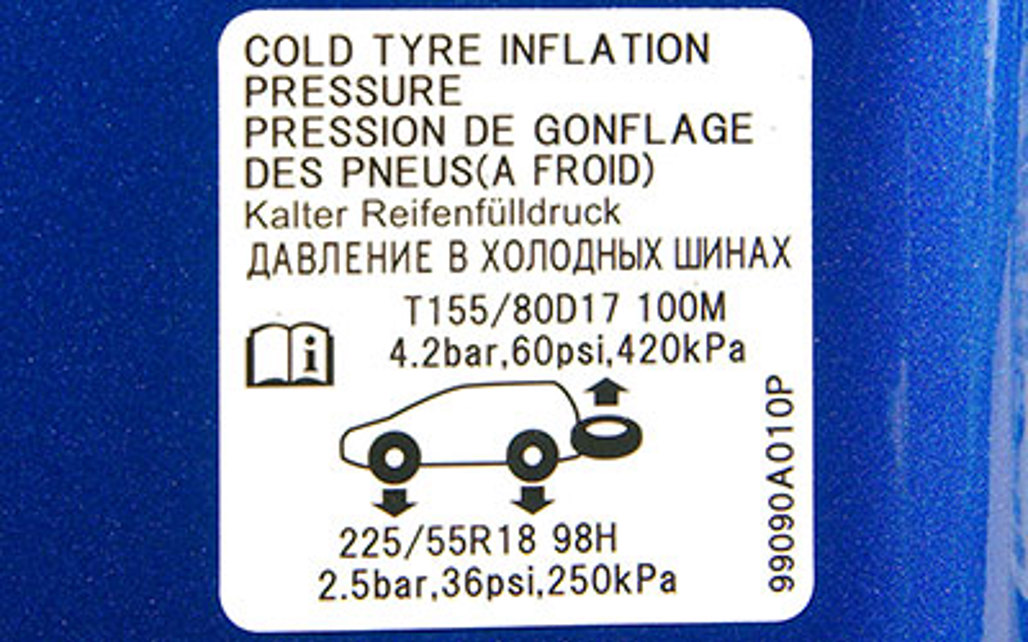 COLD TYRE INFLATION
PRESSURE
PRESSION DE GONFLAGE
DES PNEUS(A FROID)
Kalter Reifenfülldruck
ДАВЛЕНИЕ В ХОЛОДНЫХ ШИНАХ
T155/80D17 100M
4.2bar,60psi,420kPa
i
225/55R18 98H
2.5bar,36psi,250kPa
99090A010P